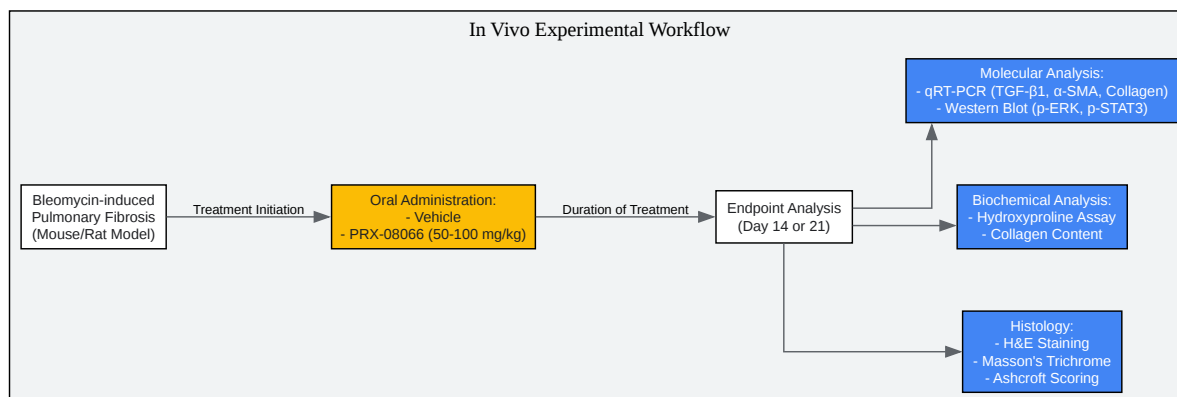 In Vivo Experimental Workflow
Molecular Analysis:
- qRT-PCR (TGF-β1, α-SMA, Collagen)
- Western Blot (p-ERK, p-STAT3)
Bleomycin-induced
Pulmonary Fibrosis
(Mouse/Rat Model)
Treatment Initiation
Oral Administration:
- Vehicle
- PRX-08066 (50-100 mg/kg)
Duration of Treatment
Endpoint Analysis
(Day 14 or 21)
Biochemical Analysis:
- Hydroxyproline Assay
- Collagen Content
Histology:
- H&E Staining
- Masson's Trichrome
- Ashcroft Scoring